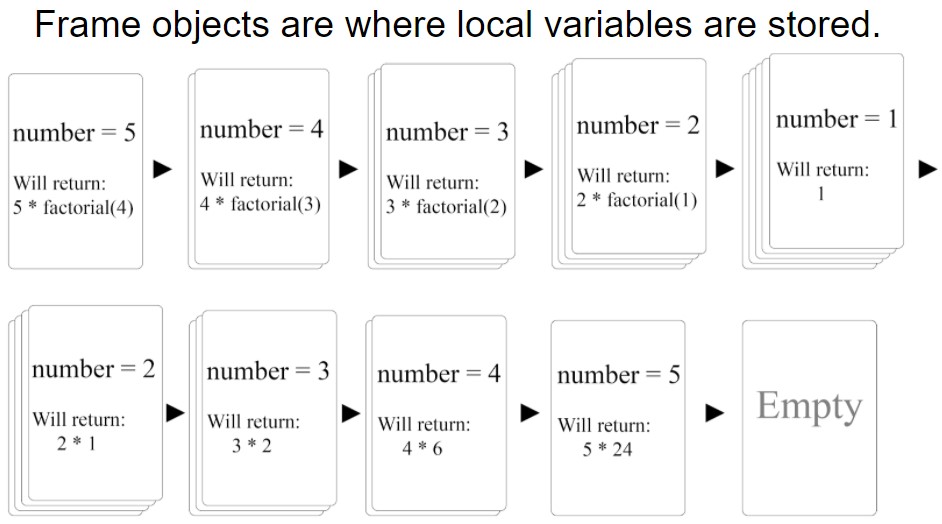 Frame objects are where local variables are stored.
number = 5
Will return:
5 * factorial(4)
number = 4
Will return:
4 * factorial(3)
number = 3
Will return:
3 * factorial(2)
number = 2
Will return:
2 * factorial(1)
number = 1
Will return:
1
number = 2
Will return:
2 * 1
number = 3
Will return:
3 * 2
number = 4
Will return:
4 * 6
number = 5
Will return:
5 * 24
Empty